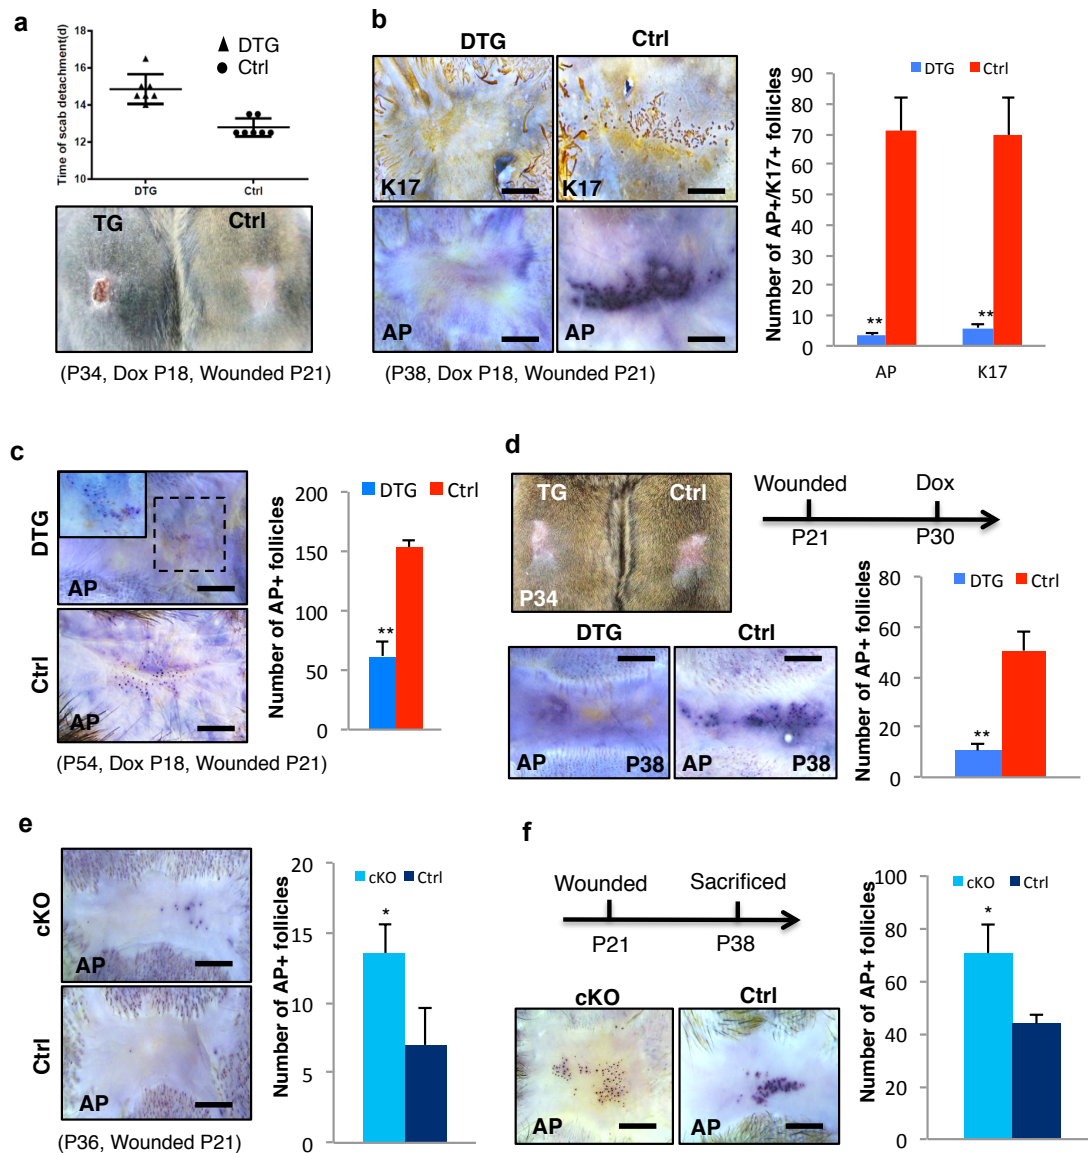 a
Time of scab detachment(d)
18
16
14
12
10
DTG
Ctrl
DTG
Ctrl
TG
Ctrl
(P34, Dox P18, Wounded P21)
b
DTG
Ctrl
K17
K17
AP
AP
(P38, Dox P18, Wounded P21)
Number of AP+/K17+ follicles
DTG
Ctrl
90
80
70
60
50
40
30
20
10
0
**
**
AP
K17
c
DTG
AP
Ctrl
AP
(P54, Dox P18, Wounded P21)
Number of AP+ follicles
DTG
Ctrl
200
150
100
50
0
**
d
TG
Ctrl
P34
Wounded
Dox
P21
P30
DTG
Ctrl
AP
P38
AP
P38
Number of AP+ follicles
DTG
Ctrl
80
60
40
20
0
**
e
cKO
AP
Ctrl
AP
(P36, Wounded P21)
Number of AP+ follicles
cKO
Ctrl
20
15
10
5
0
*
f
Wounded
Sacrificed
P21
P38
cKO
Ctrl
AP
AP
Number of AP+ follicles
cKO
Ctrl
100
80
60
40
20
0
*